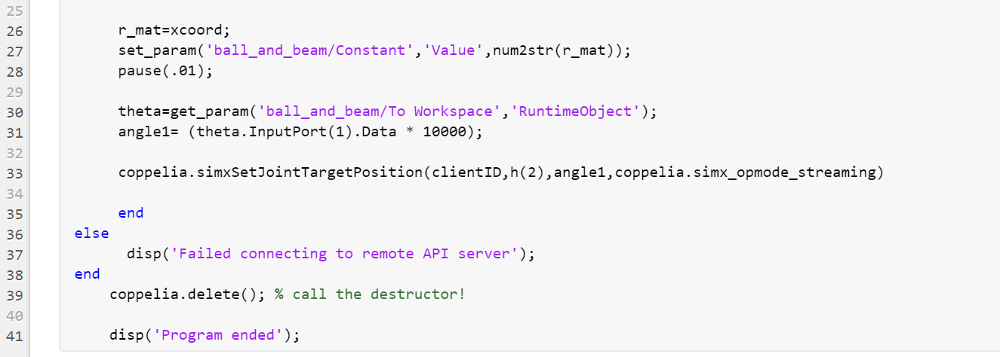 25
26 r_mat=xcoord;
27 set_param('ball_and_beam/Constant','Value',num2str(r_mat));
28 pause(.01);
29
30 theta=get_param('ball_and_beam/To Workspace','RuntimeObject');
31 angle1= (theta.InputPort(1).Data * 10000);
32
33 coppelia.simxSetJointTargetPosition(clientID,h(2),angle1,coppelia.simx_opmode_streaming)
34
35 end
36 else
37 disp('Failed connecting to remote API server');
38 end
39 coppelia.delete(); % call the destructor!
40
41 disp('Program ended');